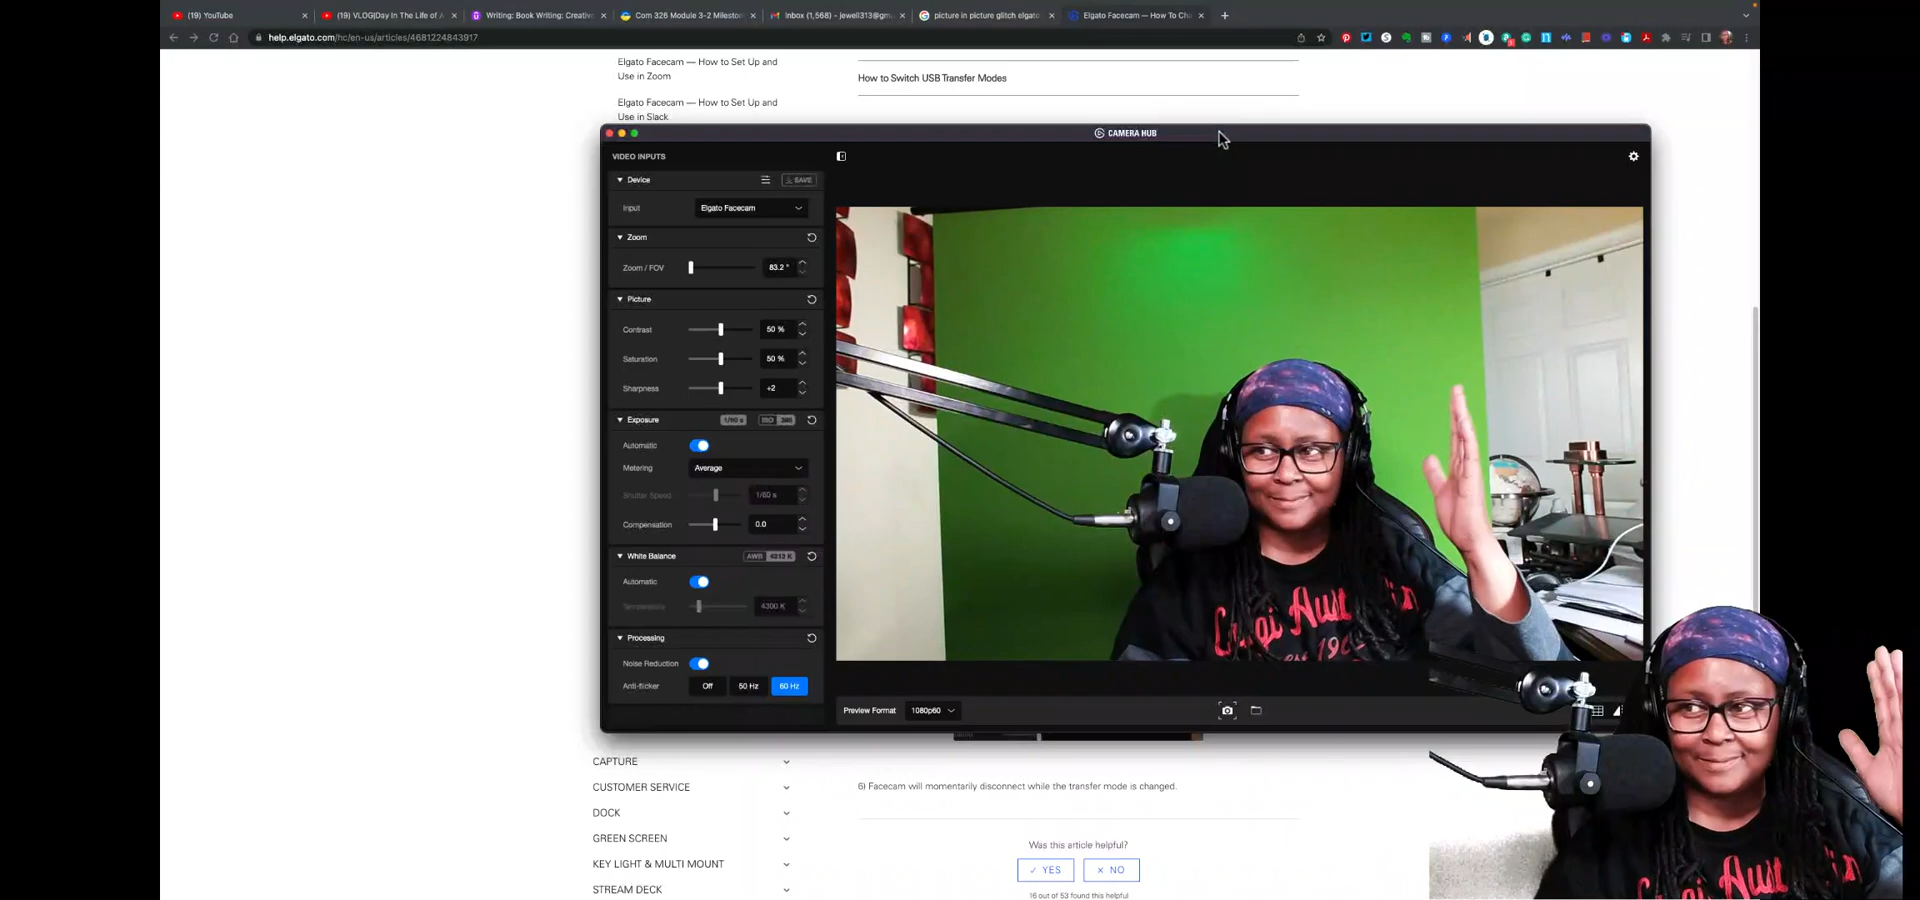 (19) YouTube
(19) VLOG|Day In The Life of A
Writing: Book Writing: Creative
Com 326 Module 3-2 Milestone
Inbox (1,568) - jewell313@gm
picture in picture glitch elgato
Elgato Facecam — How To Ch
help.elgato.com/hc/en-us/articles/4681224843917
Elgato Facecam — How to Set Up and
Use in Zoom
Elgato Facecam — How to Set Up and
Use in Slack
How to Switch USB Transfer Modes
CAMERA HUB
VIDEO INPUTS
Device
SAVE
Input
Elgato Facecam
Zoom
Zoom / FOV
83.2 °
Picture
Contrast
50 %
Saturation
50 %
Sharpness
+2
Exposure
ISO
Automatic
Metering
Average
Shutter Speed
1/60 s
Compensation
0.0
White Balance
AWB
Automatic
Temperature
4300 K
Processing
Noise Reduction
Anti-flicker
Off
50 Hz
60 Hz
Preview Format
1080p60
CAPTURE
CUSTOMER SERVICE
DOCK
GREEN SCREEN
KEY LIGHT & MULTI MOUNT
STREAM DECK
6) Facecam will momentarily disconnect while the transfer mode is changed.
Was this article helpful?
✓ YES
× NO
16 out of 53 found this helpful